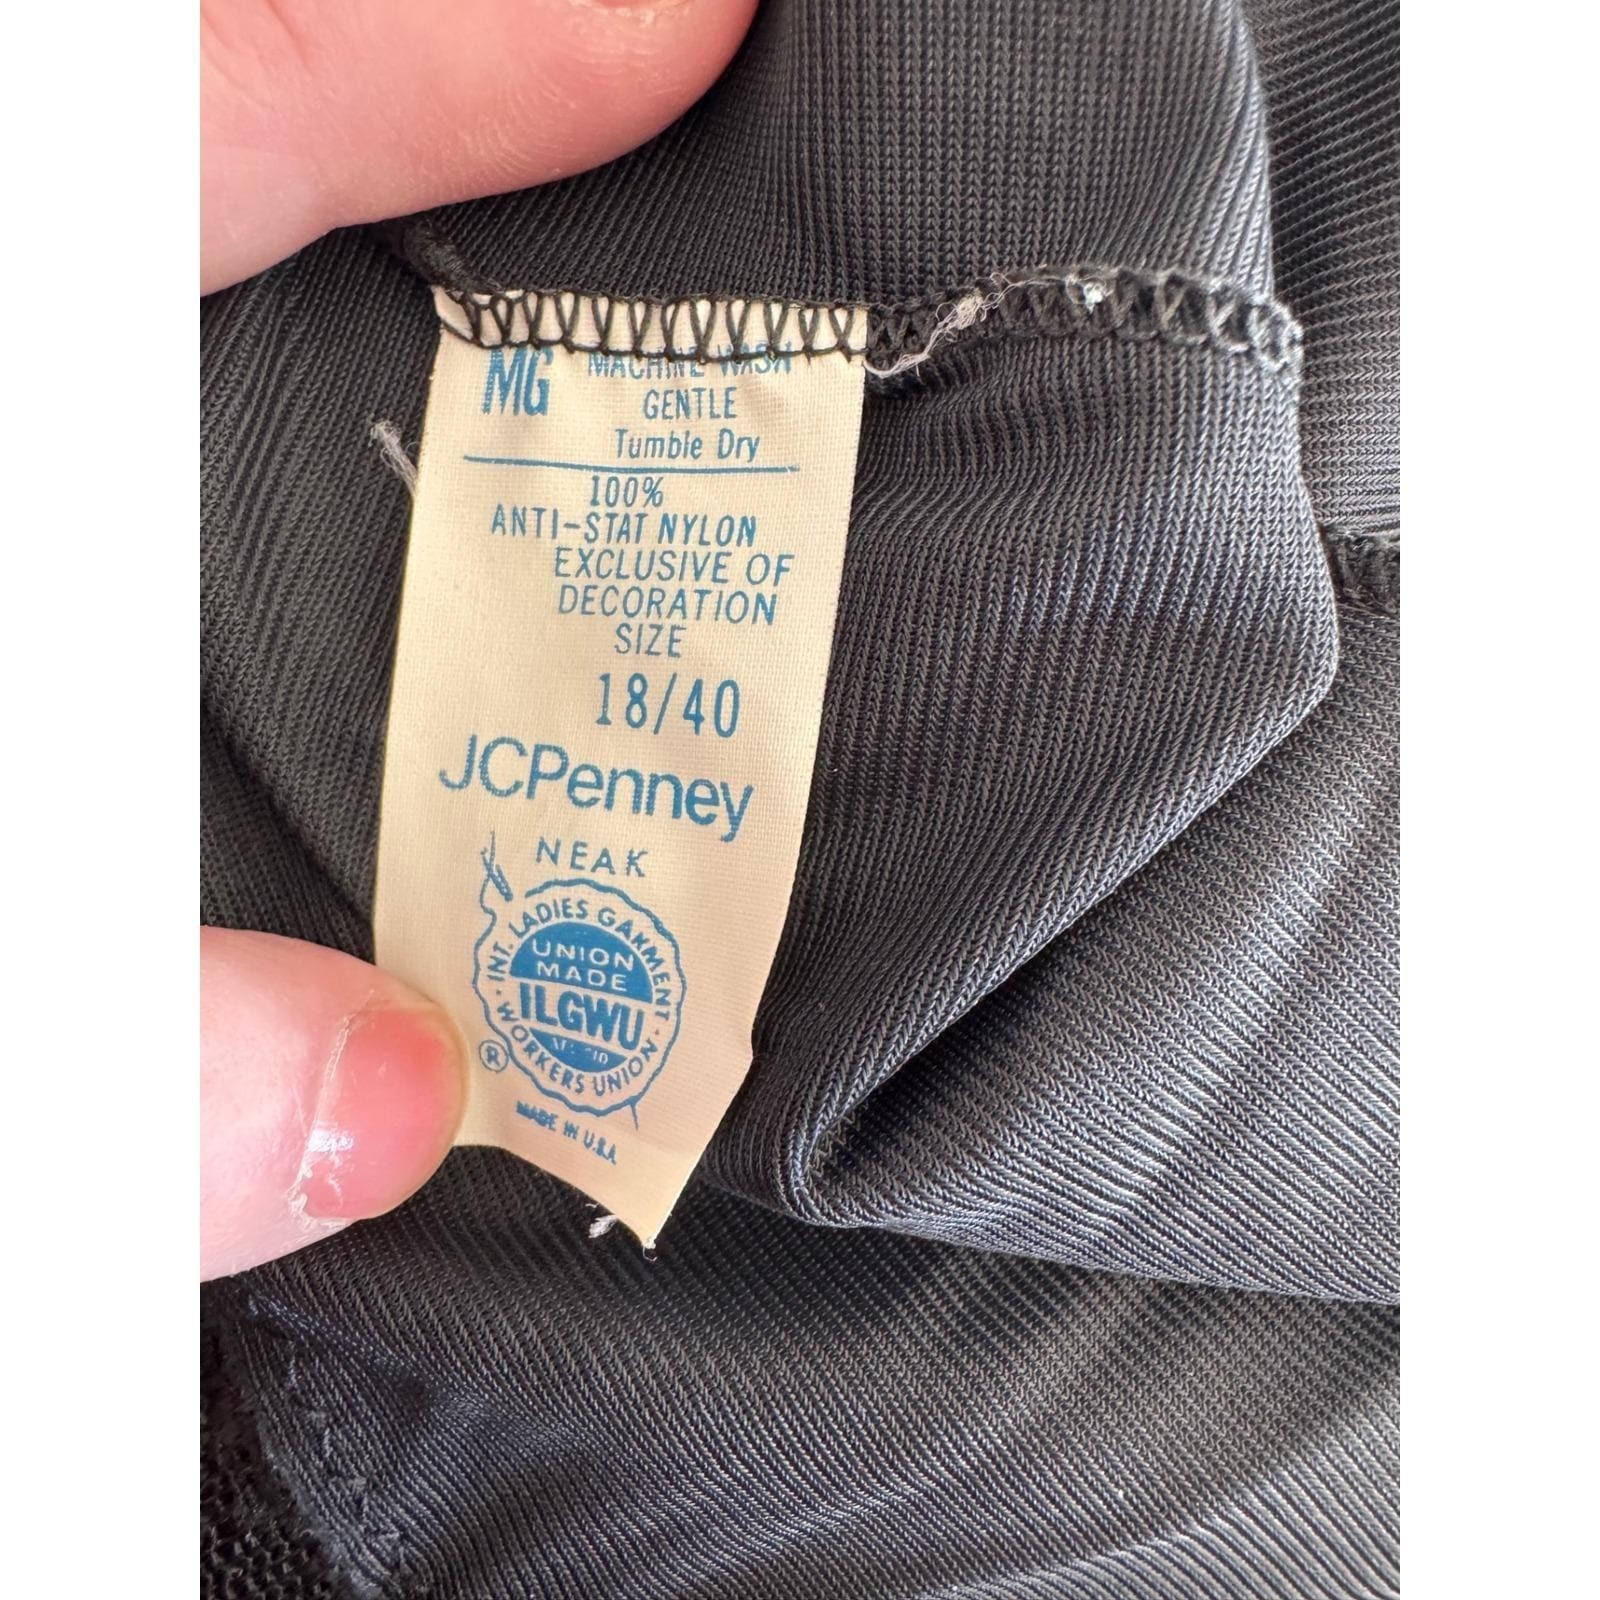 MG
MACHINE WASH
GENTLE
Tumble Dry
100%
ANTI-STAT NYLON
EXCLUSIVE OF
DECORATION
SIZE
18/40
JCPenney
NEAK
INT. LADIES GARMENT WORKERS UNION
UNION
MADE
ILGWU
®
MADE IN U.S.A.